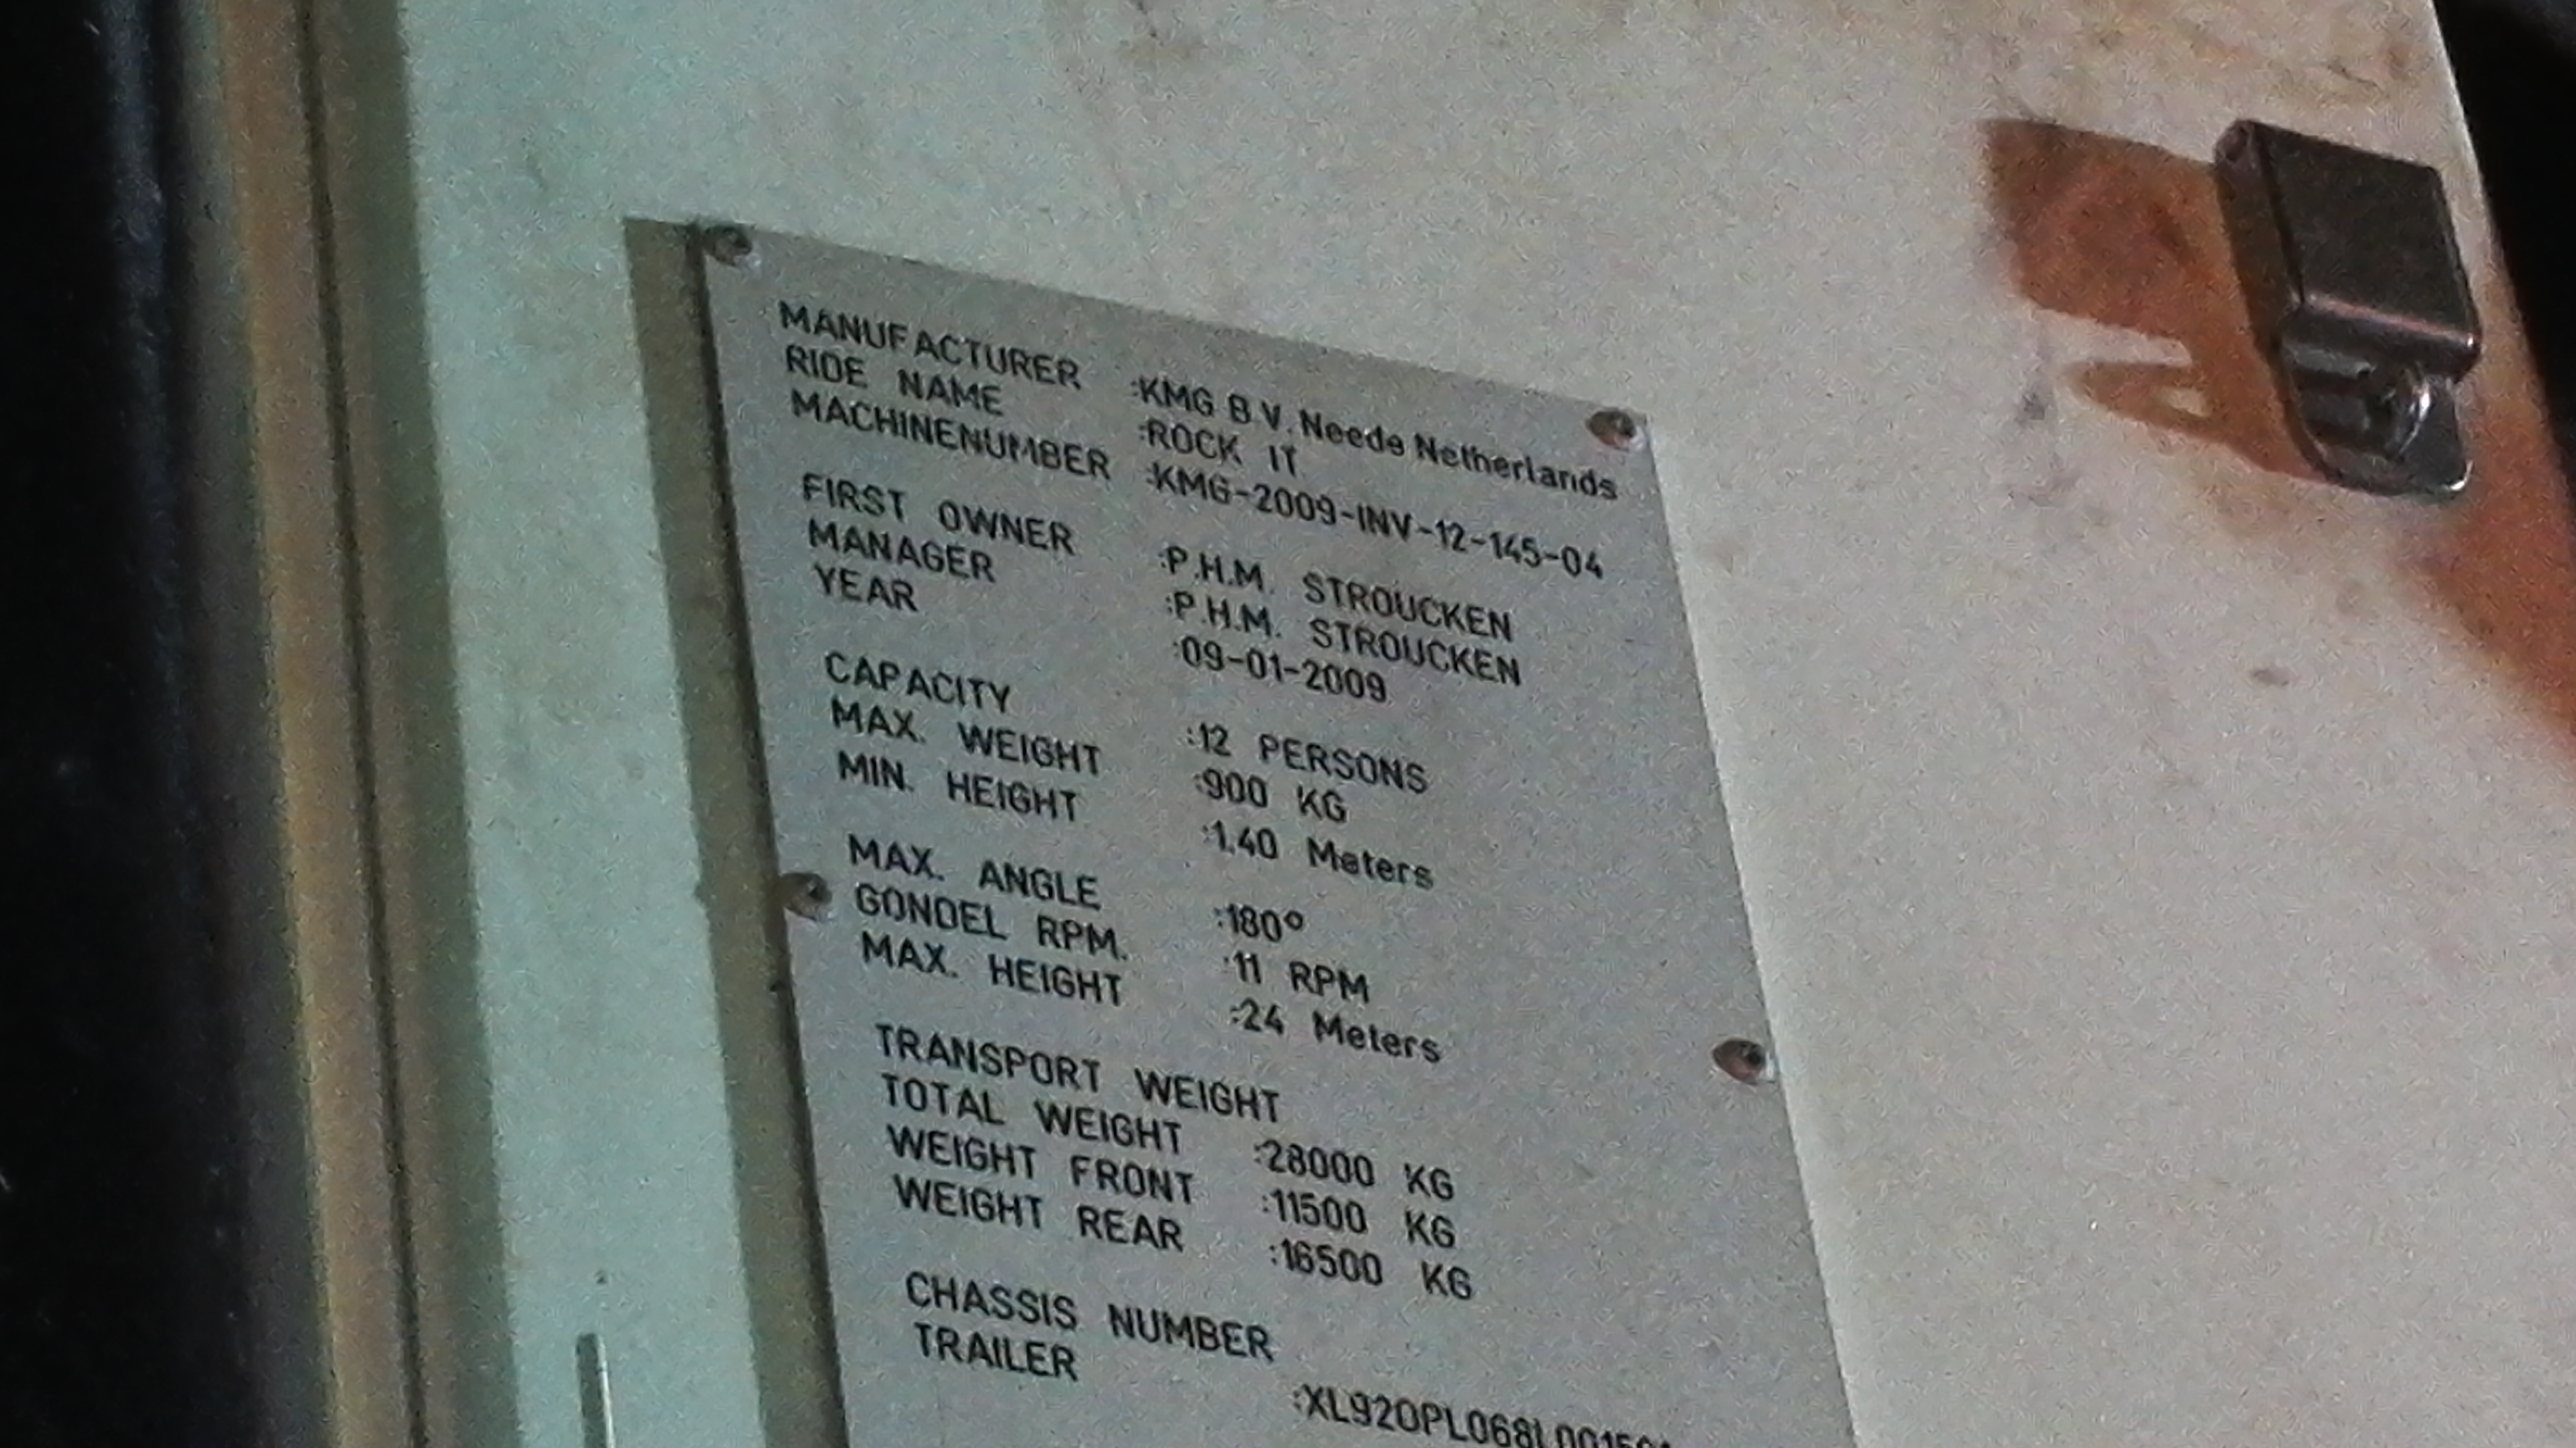 MANUFACTURER :KMG B.V. Neede Netherlands
RIDE NAME :ROCK IT
MACHINENUMBER :KMG-2009-INV-12-145-04
FIRST OWNER :P.H.M. STROUCKEN
MANAGER :P.H.M. STROUCKEN
YEAR :09-01-2009
CAPACITY :12 PERSONS
MAX. WEIGHT :900 KG
MIN. HEIGHT :1.40 Meters
MAX. ANGLE :180°
GONDEL RPM. :11 RPM
MAX. HEIGHT :24 Meters
TRANSPORT WEIGHT
TOTAL WEIGHT :28000 KG
WEIGHT FRONT :11500 KG
WEIGHT REAR :16500 KG
CHASSIS NUMBER
TRAILER